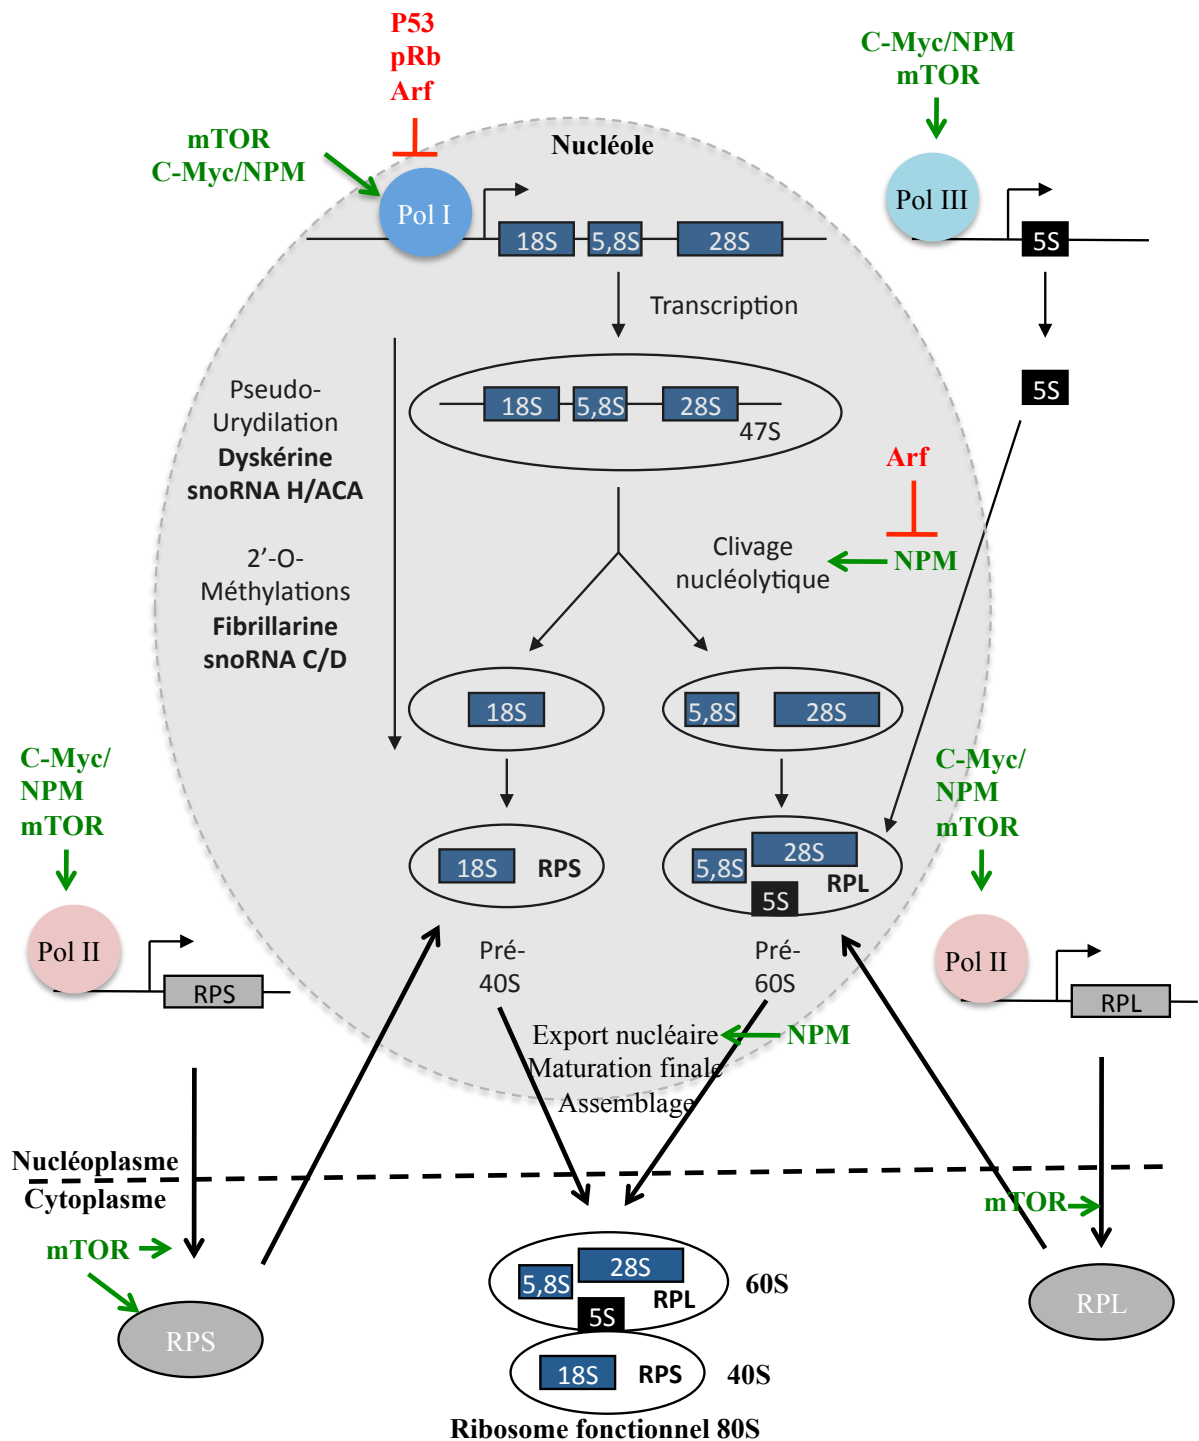 P53
pRb
Arf
C-Myc/NPM
mTOR
mTOR
C-Myc/NPM
Nucléole
Pol I
18S
5,8S
28S
Pol III
5S
Transcription
5S
18S
5,8S
28S
47S
Pseudo-
Urydilation
Dyskérine
snoRNA H/ACA
Arf
2'-O-
Méthylations
Fibrillarine
snoRNA C/D
Clivage
nucléolytique
NPM
18S
5,8S
28S
C-Myc/
NPM
mTOR
C-Myc/
NPM
mTOR
18S
RPS
5,8S
28S
RPL
5S
Pol II
RPS
Pré-
40S
Pré-
60S
Pol II
RPL
Export nucléaire
NPM
Maturation finale
Assemblage
Nucléoplasme
Cytoplasme
mTOR
mTOR
RPS
RPL
5,8S
28S
RPL
5S
60S
18S
RPS
40S
Ribosome fonctionnel 80S